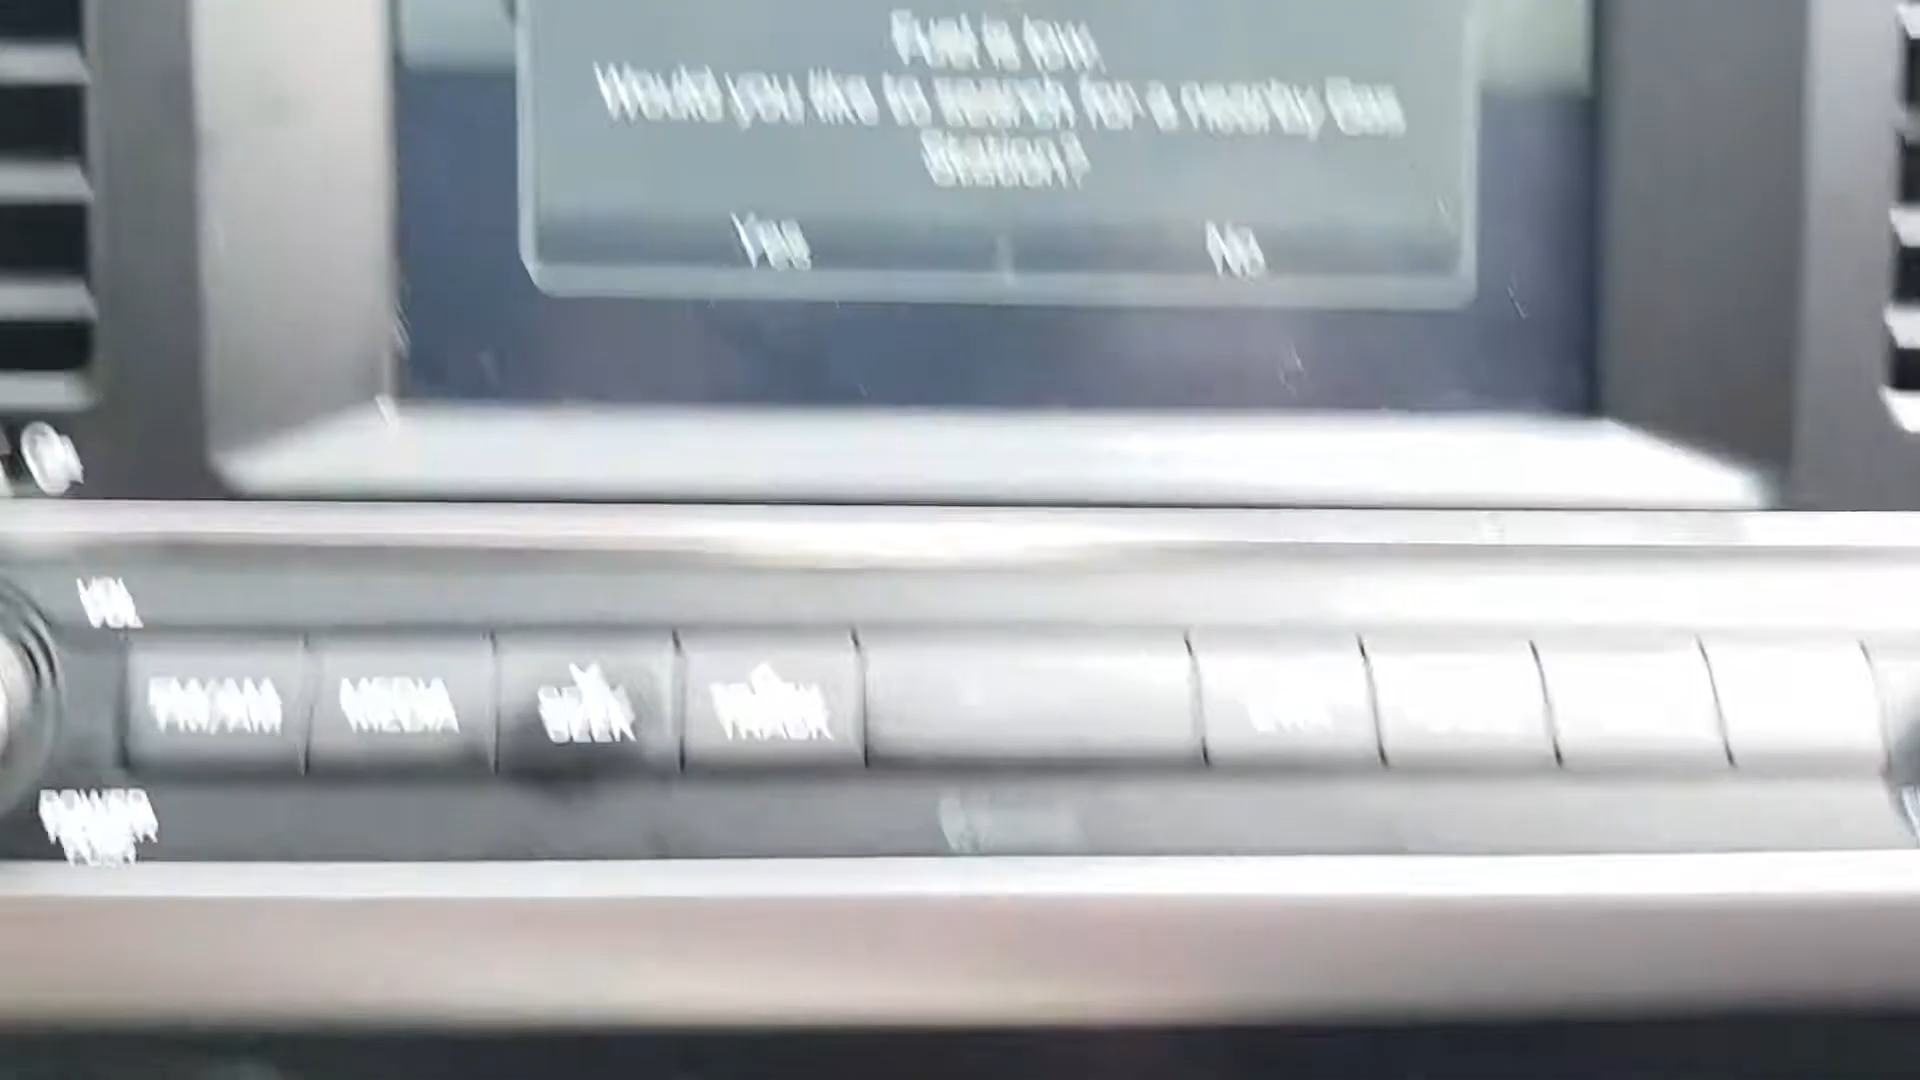 Fuel is low.
Would you like to search for a nearby Gas
Station?
Yes
No
VOL
FM/AM
MEDIA
SEEK
TRACK
POWER
PUSH